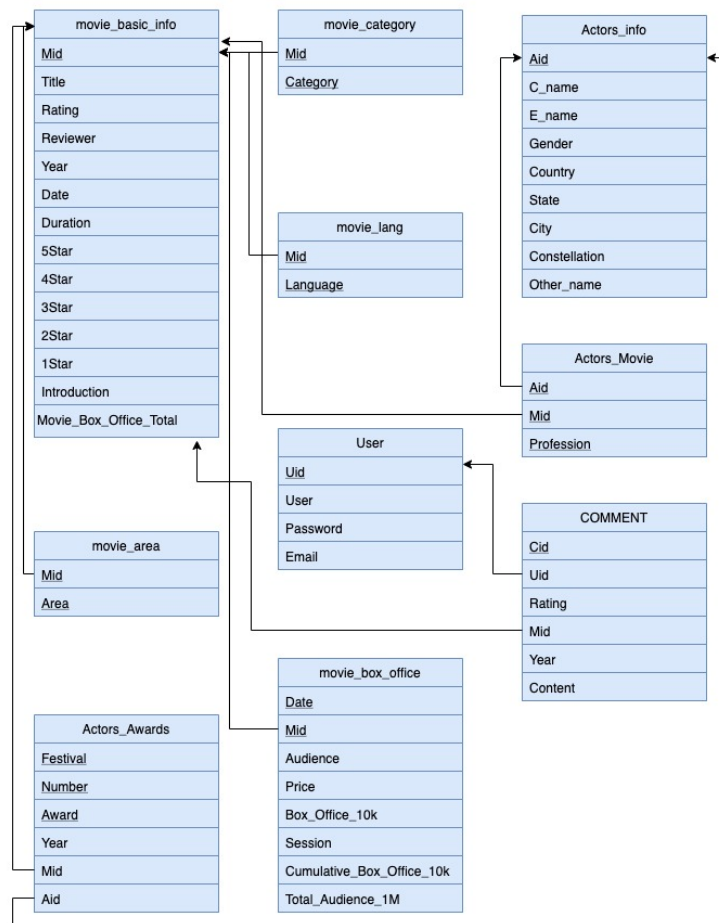 movie_basic_info
Mid
Title
Rating
Reviewer
Year
Date
Duration
5Star
4Star
3Star
2Star
1Star
Introduction
Movie_Box_Office_Total
movie_category
Mid
Category
Actors_info
Aid
C_name
E_name
Gender
Country
State
City
Constellation
Other_name
movie_lang
Mid
Language
Actors_Movie
Aid
Mid
Profession
User
Uid
User
Password
Email
COMMENT
Cid
Uid
Rating
Mid
Year
Content
movie_area
Mid
Area
movie_box_office
Date
Mid
Audience
Price
Box_Office_10k
Session
Cumulative_Box_Office_10k
Total_Audience_1M
Actors_Awards
Festival
Number
Award
Year
Mid
Aid